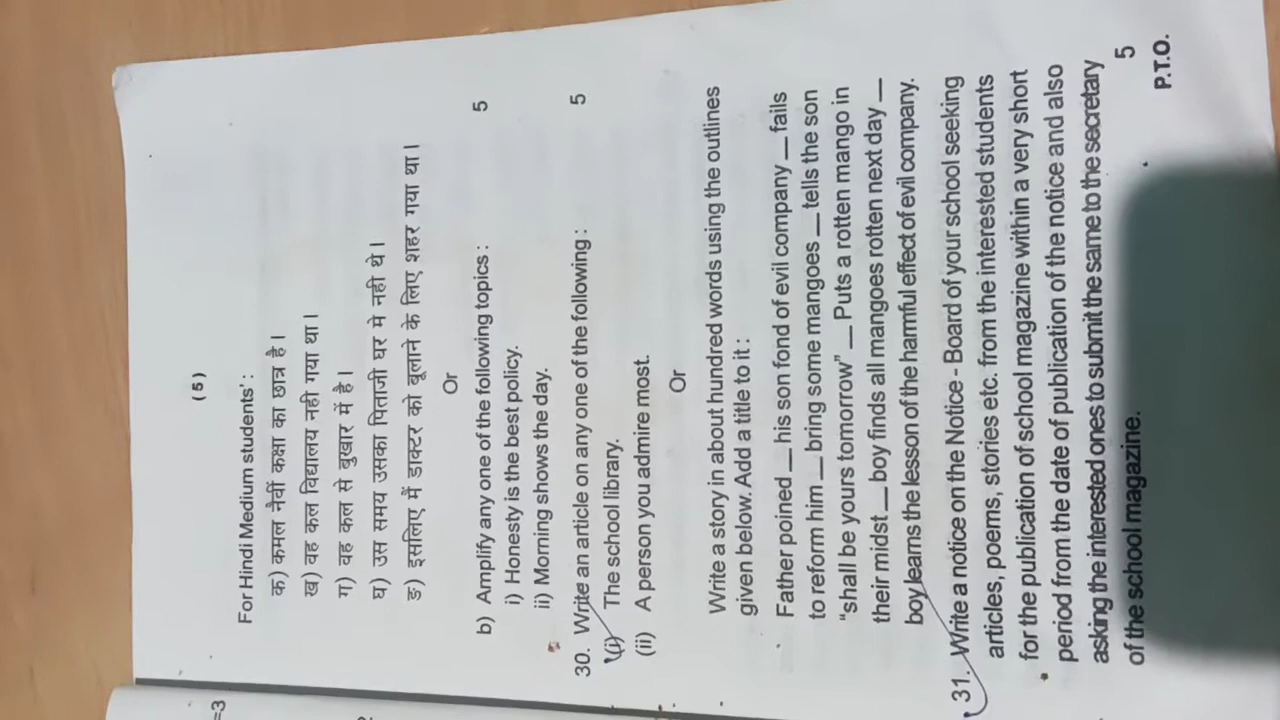 ( 5 )
For Hindi Medium students' :
क) कमल नेवीं कक्षा का छात्र है।
ख) वह कल विद्यालय नही गया था।
ग) वह कल से बुखार में है।
घ) उस समय उसका पिताजी घर मे नही थे।
ङ) इसलिए मैं डाक्टर को बूलाने के लिए शहर गया था।
Or
b) Amplify any one of the following topics : 5
i) Honesty is the best policy.
ii) Morning shows the day.
30. Write an article on any one of the following : 5
(i) The school library.
(ii) A person you admire most.
Or
Write a story in about hundred words using the outlines
given below. Add a title to it :
Father poined __ his son fond of evil company __ fails
to reform him __ bring some mangoes __ tells the son
“shall be yours tomorrow” __ Puts a rotten mango in
their midst __ boy finds all mangoes rotten next day __
boy learns the lesson of the harmful effect of evil company.
31. Write a notice on the Notice - Board of your school seeking
articles, poems, stories etc. from the interested students
for the publication of school magazine within a very short
period from the date of publication of the notice and also
asking the interested ones to submit the same to the secretary
of the school magazine. 5
P.T.O.
=3